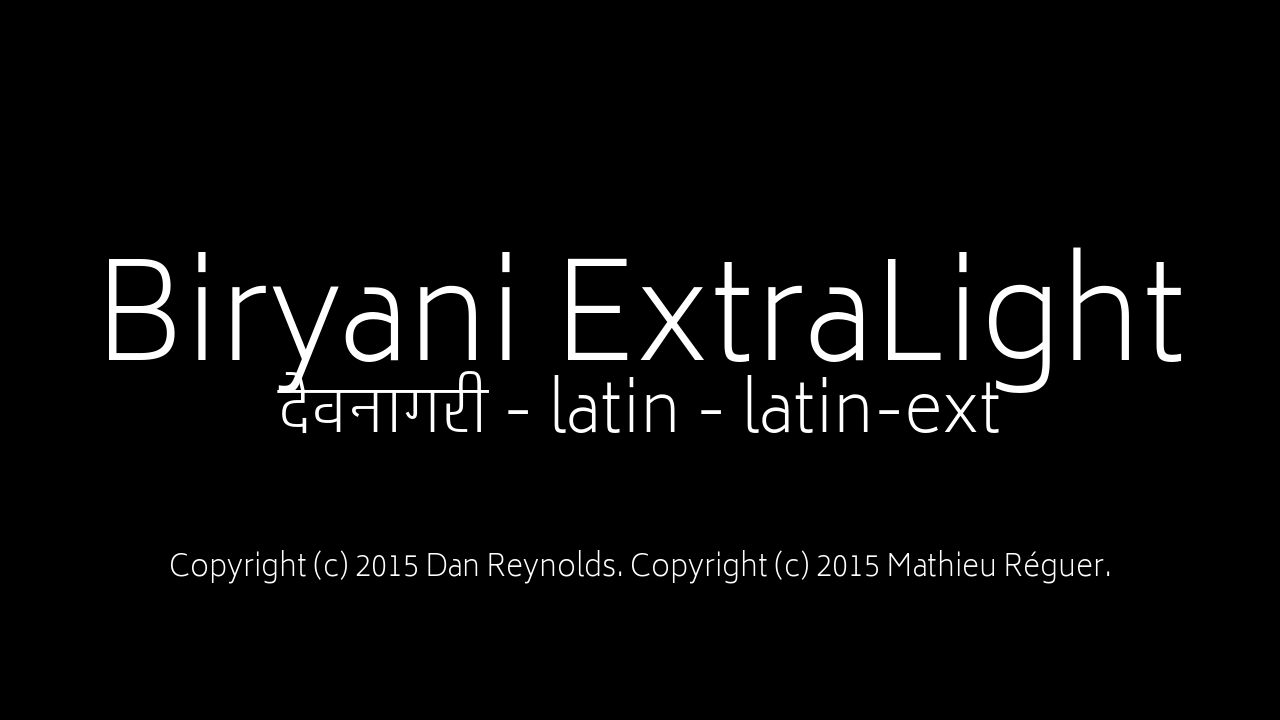 Biryani ExtraLight
देवनागरी - latin - latin-ext
Copyright (c) 2015 Dan Reynolds. Copyright (c) 2015 Mathieu Réguer.